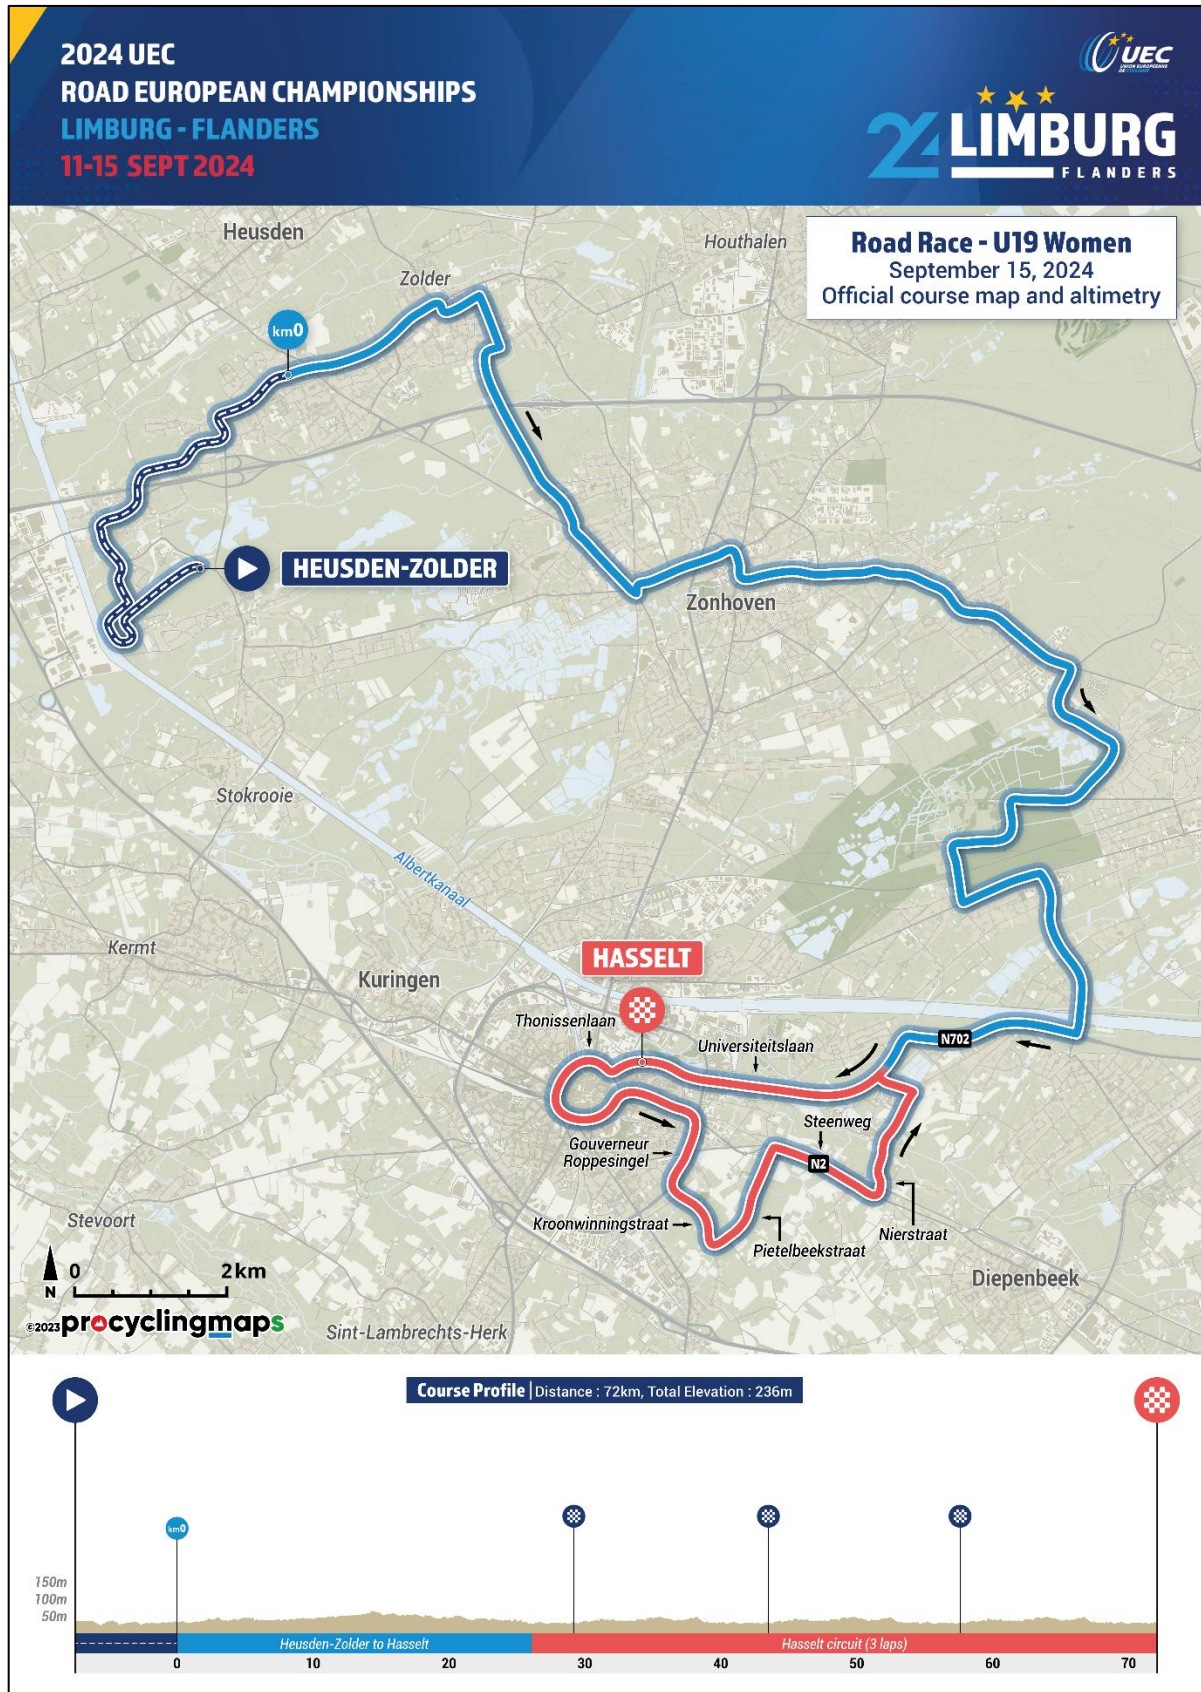 2024 UEC
ROAD EUROPEAN CHAMPIONSHIPS
LIMBURG - FLANDERS
11-15 SEPT 2024
UEC
UNION EUROPÉENNE
DE CYCLISME
24 LIMBURG
FLANDERS
Road Race - U19 Women
September 15, 2024
Official course map and altimetry
Heusden
Houthalen
Zolder
km0
HEUSDEN-ZOLDER
Zonhoven
Stokrooie
Albertkanaal
Kermt
Kuringen
HASSELT
Thonissenlaan
Universiteitslaan
N702
Steenweg
Gouverneur
Roppesingel
N2
Kroonwinningstraat
Pietelbeekstraat
Nierstraat
Stevoort
Diepenbeek
Sint-Lambrechts-Herk
N
0 2km
©2023 procyclingmaps
Course Profile | Distance : 72km, Total Elevation : 236m
km0
150m
100m
50m
Heusden-Zolder to Hasselt
Hasselt circuit (3 laps)
0 10 20 30 40 50 60 70